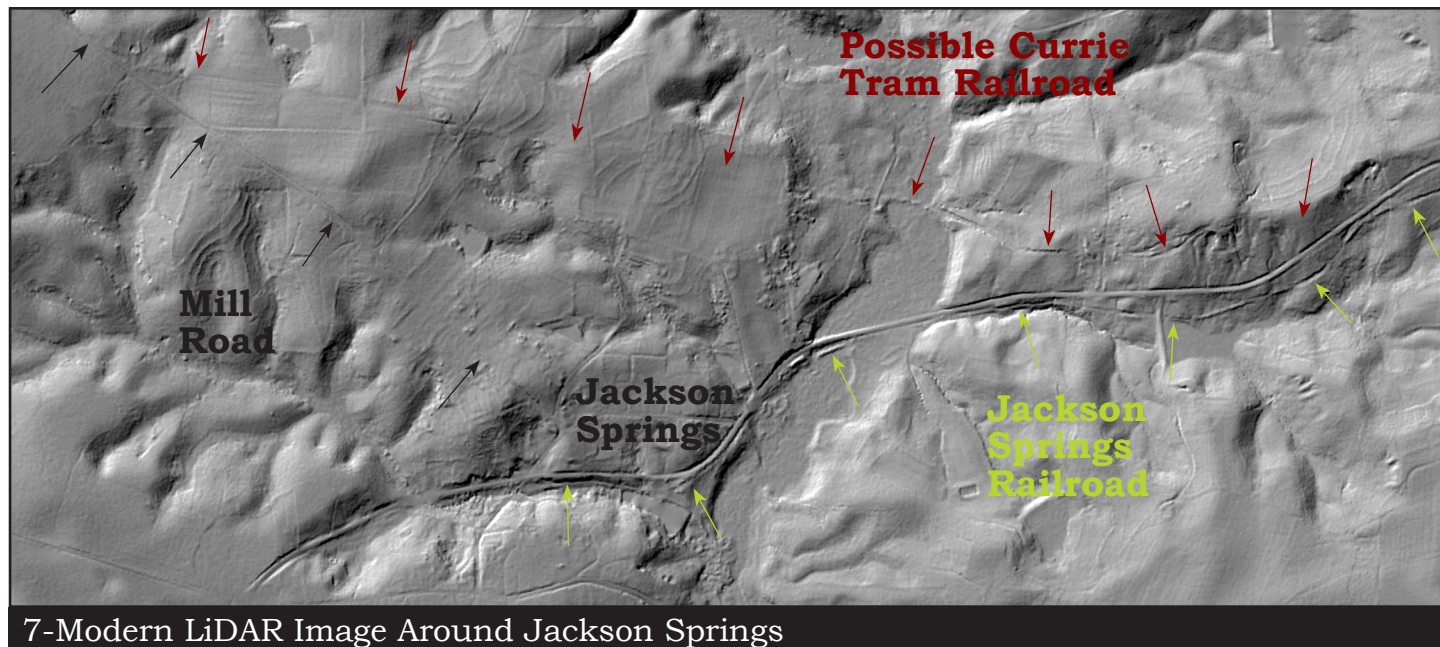 Possible Currie
Tram Railroad
Mill
Road
Jackson
Springs
Jackson
Springs
Railroad
7-Modern LiDAR Image Around Jackson Springs